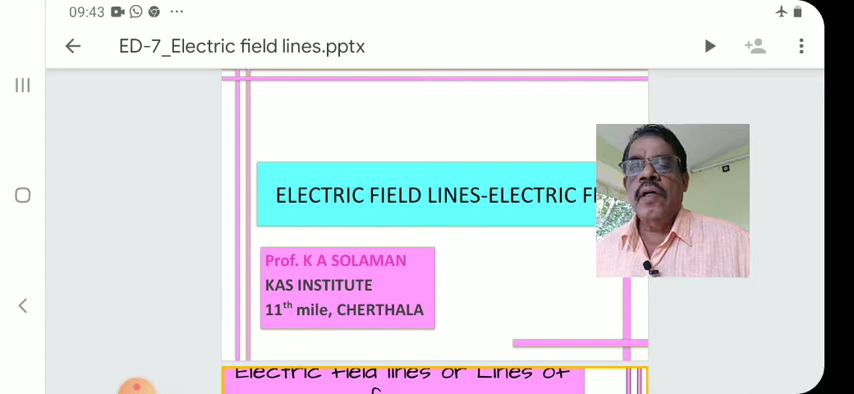 09:43
ED-7_Electric field lines.pptx
ELECTRIC FIELD LINES-ELECTRIC
Prof. K A SOLAMAN
KAS INSTITUTE
11th mile, CHERTHALA
Electric field lines or Lines of